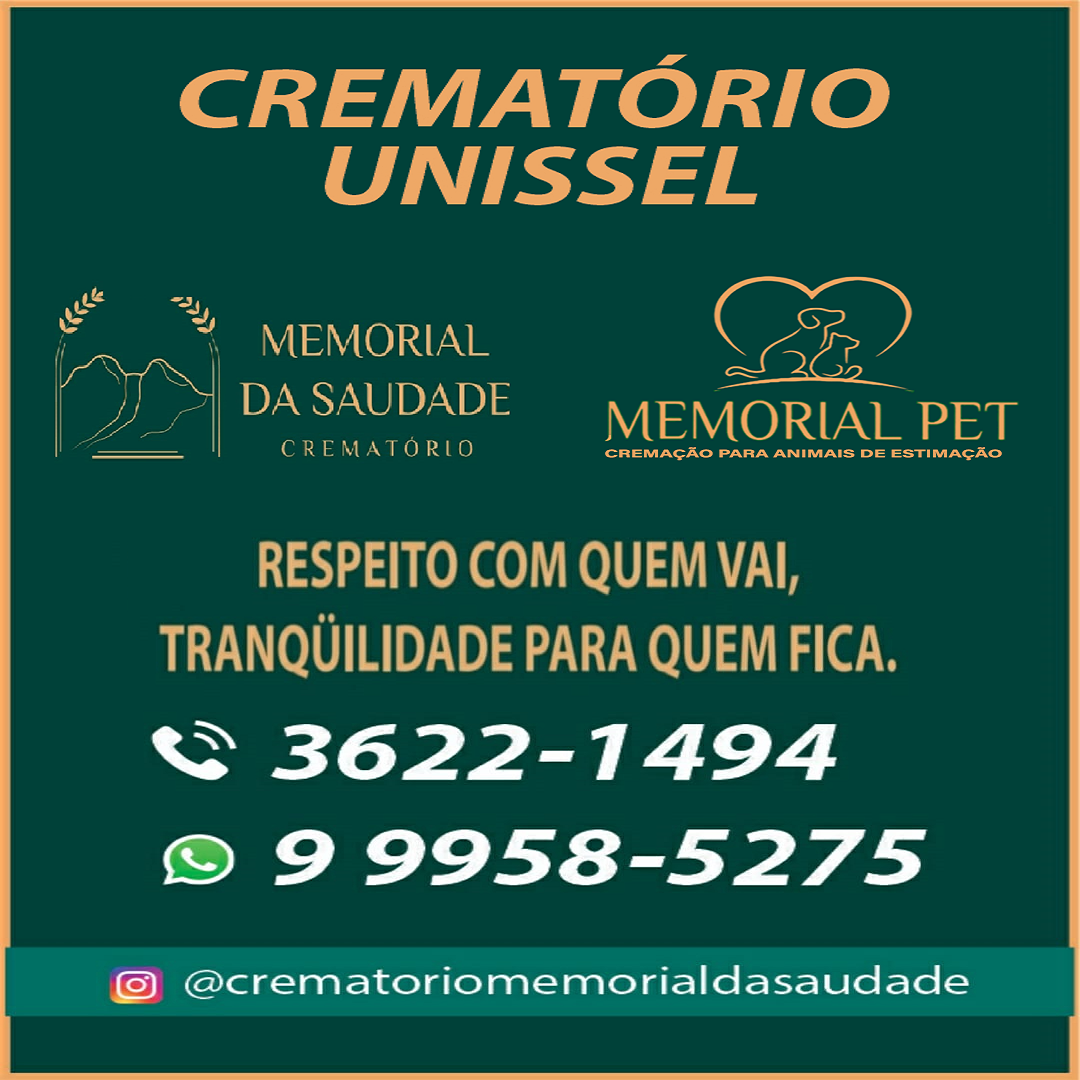 CREMATÓRIO
UNISSEL
MEMORIAL
DA SAUDADE
CREMATÓRIO
MEMORIAL PET
CREMAÇÃO PARA ANIMAIS DE ESTIMAÇÃO
RESPEITO COM QUEM VAI,
TRANQÜILIDADE PARA QUEM FICA.
3622-1494
9 9958-5275
@crematoriomemorialdasaudade